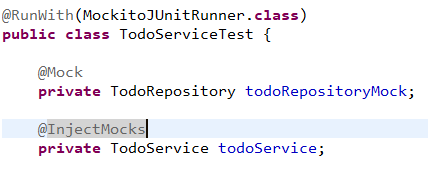 @RunWith(MockitoJUnitRunner.class)
public class TodoServiceTest {
@Mock
private TodoRepository todoRepositoryMock;
@InjectMocks
private TodoService todoService;